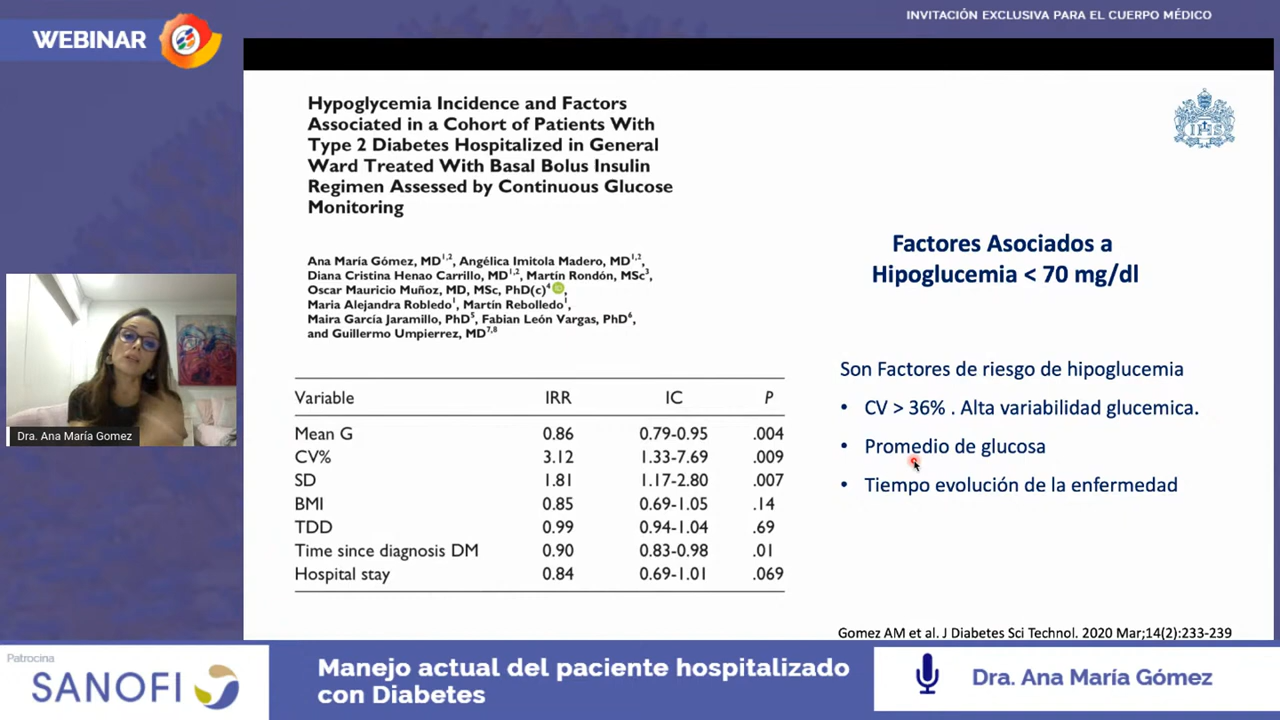 INVITACIÓN EXCLUSIVA PARA EL CUERPO MÉDICO
WEBINAR
Hypoglycemia Incidence and Factors
Associated in a Cohort of Patients With
Type 2 Diabetes Hospitalized in General
Ward Treated With Basal Bolus Insulin
Regimen Assessed by Continuous Glucose
Monitoring
Ana María Gómez, MD1,2, Angélica Imitola Madero, MD1,2,
Diana Cristina Henao Carrillo, MD1,2, Martín Rondón, MSc3,
Oscar Mauricio Muñoz, MD, MSc, PhD(c)4 iD,
Maria Alejandra Robledo1, Martín Rebolledo1,
Maira García Jaramillo, PhD5, Fabian León Vargas, PhD6,
and Guillermo Umpierrez, MD7,8
IHS
Factores Asociados a
Hipoglucemia < 70 mg/dl
Variable IRR IC P
Mean G 0.86 0.79-0.95 .004
CV% 3.12 1.33-7.69 .009
SD 1.81 1.17-2.80 .007
BMI 0.85 0.69-1.05 .14
TDD 0.99 0.94-1.04 .69
Time since diagnosis DM 0.90 0.83-0.98 .01
Hospital stay 0.84 0.69-1.01 .069
Son Factores de riesgo de hipoglucemia
• CV > 36% . Alta variabilidad glucemica.
• Promedio de glucosa
• Tiempo evolución de la enfermedad
Dra. Ana María Gomez
Gomez AM et al. J Diabetes Sci Technol. 2020 Mar;14(2):233-239
Patrocina
SANOFI
Manejo actual del paciente hospitalizado
con Diabetes
Dra. Ana María Gómez